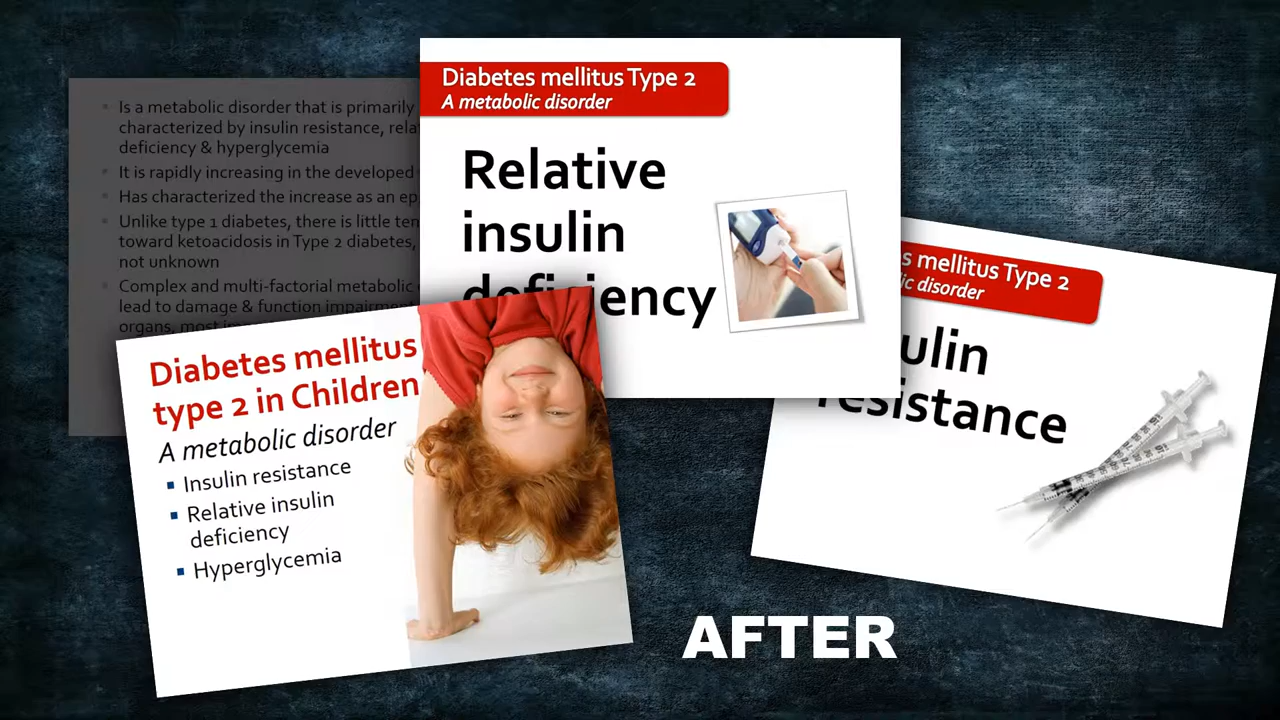 Is a metabolic disorder that is primarily
characterized by insulin resistance,
deficiency & hyperglycemia
It is rapidly increasing in the developed
Has characterized the increase as an
Unlike type 1 diabetes, there is little
toward ketoacidosis in Type 2 diabetes,
not unknown
Complex and multi-factorial metabolic
lead to damage & function impairment
organs, most
Diabetes mellitus Type 2
A metabolic disorder
Relative
insulin
deficiency
Diabetes mellitus
type 2 in Children
A metabolic disorder
Insulin resistance
Relative insulin
deficiency
Hyperglycemia
mellitus Type 2
disorder
resistance
AFTER